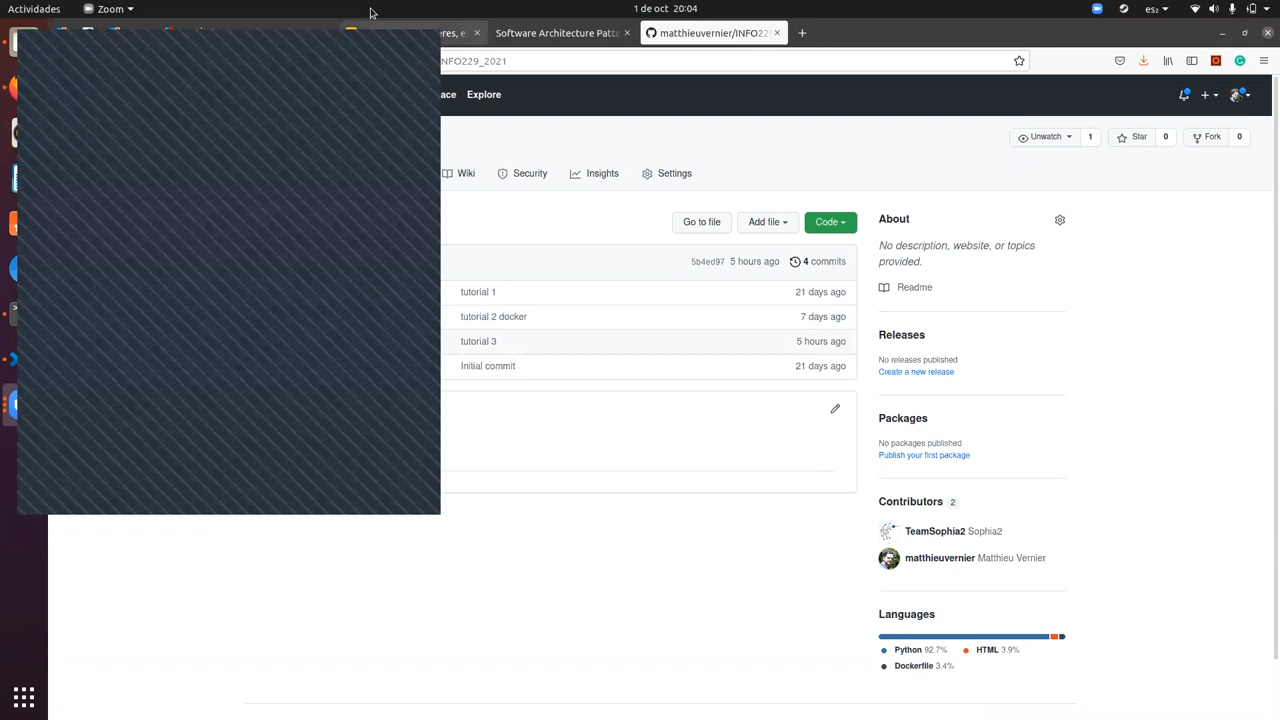 Zoom
1 de oct 20:04
es2
eres, e
Software Architecture Patte
matthieuvernier/INFO229
NFO229_2021
ace Explore
Unwatch 1
Star 0
Fork 0
Wiki
Security
Insights
Settings
Go to file
Add file
Code
About
No description, website, or topics
provided.
5b4ed97 5 hours ago 4 commits
Readme
tutorial 1 21 days ago
tutorial 2 docker 7 days ago
tutorial 3 5 hours ago
Initial commit 21 days ago
Releases
No releases published
Create a new release
Packages
No packages published
Publish your first package
Contributors 2
TeamSophia2 Sophia2
matthieuvernier Matthieu Vernier
Languages
Python 92.7%
HTML 3.9%
Dockerfile 3.4%